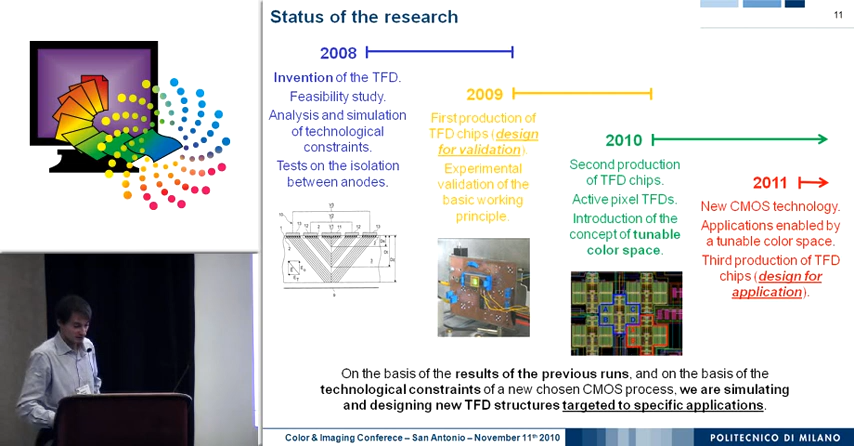 Status of the research
11
2008
Invention of the TFD.
Feasibility study.
Analysis and simulation
of technological
constraints.
Tests on the isolation
between anodes.
2009
First production of
TFD chips (design
for validation).
Experimental
validation of the
basic working
principle.
2010
Second production
of TFD chips.
Active pixel TFDs.
Introduction of the
concept of tunable
color space.
2011
New CMOS technology.
Applications enabled by
a tunable color space.
Third production of TFD
chips (design for
application).
On the basis of the results of the previous runs, and on the basis of the
technological constraints of a new chosen CMOS process, we are simulating
and designing new TFD structures targeted to specific applications.
Color & Imaging Conferece – San Antonio – November 11th 2010
POLITECNICO DI MILANO